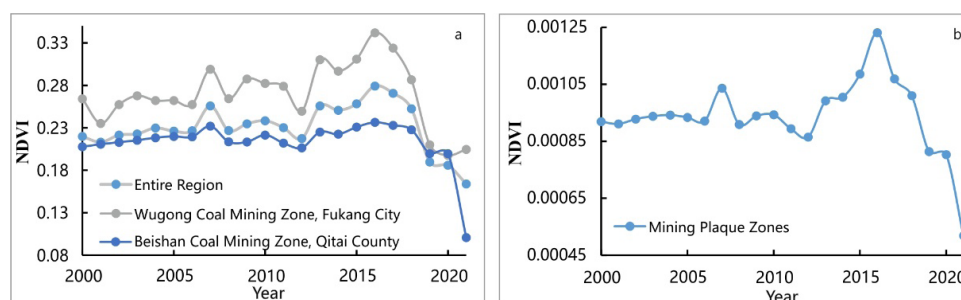 a
0.33
0.28
0.23
0.18
0.13
0.08
NDVI
Entire Region
Wugong Coal Mining Zone, Fukang City
Beishan Coal Mining Zone, Qitai County
2000 2005 2010 2015 2020
Year
b
0.00125
0.00105
0.00085
0.00065
0.00045
NDVI
Mining Plaque Zones
2000 2005 2010 2015 2020
Year